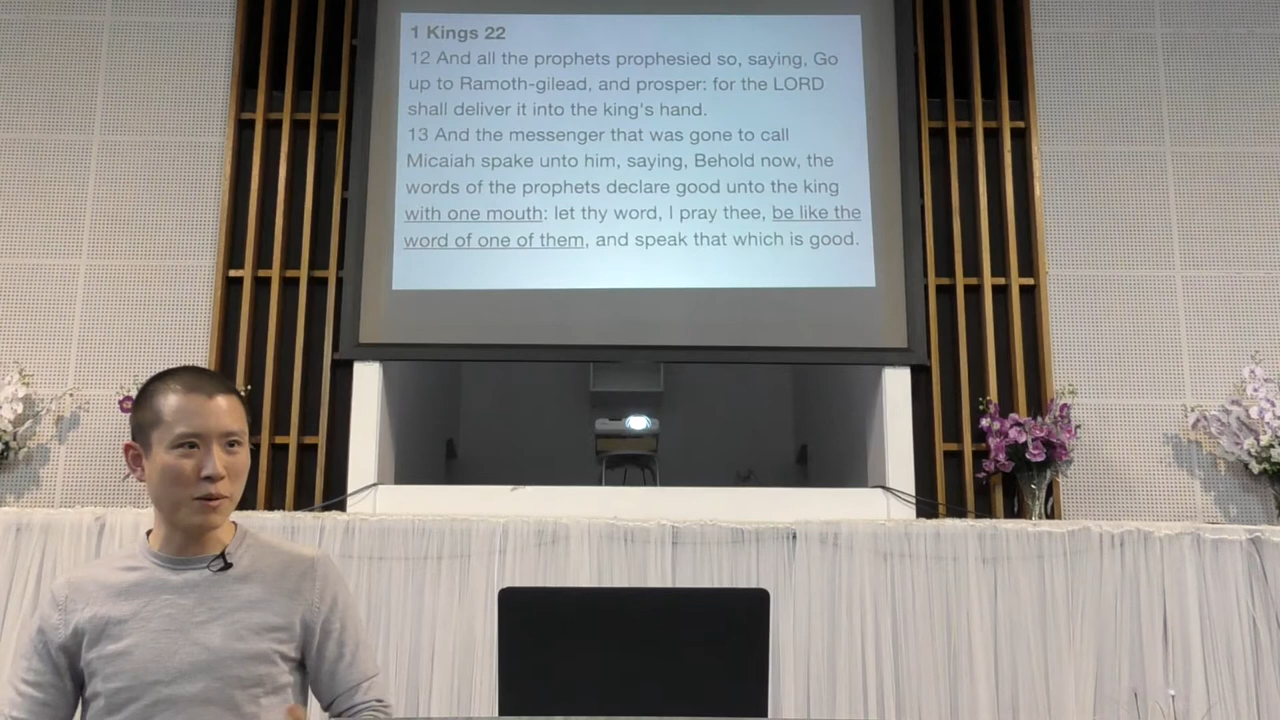 1 Kings 22
12 And all the prophets prophesied so, saying, Go
up to Ramoth-gilead, and prosper: for the LORD
shall deliver it into the king's hand.
13 And the messenger that was gone to call
Micaiah spake unto him, saying, Behold now, the
words of the prophets declare good unto the king
with one mouth: let thy word, I pray thee, be like the
word of one of them, and speak that which is good.